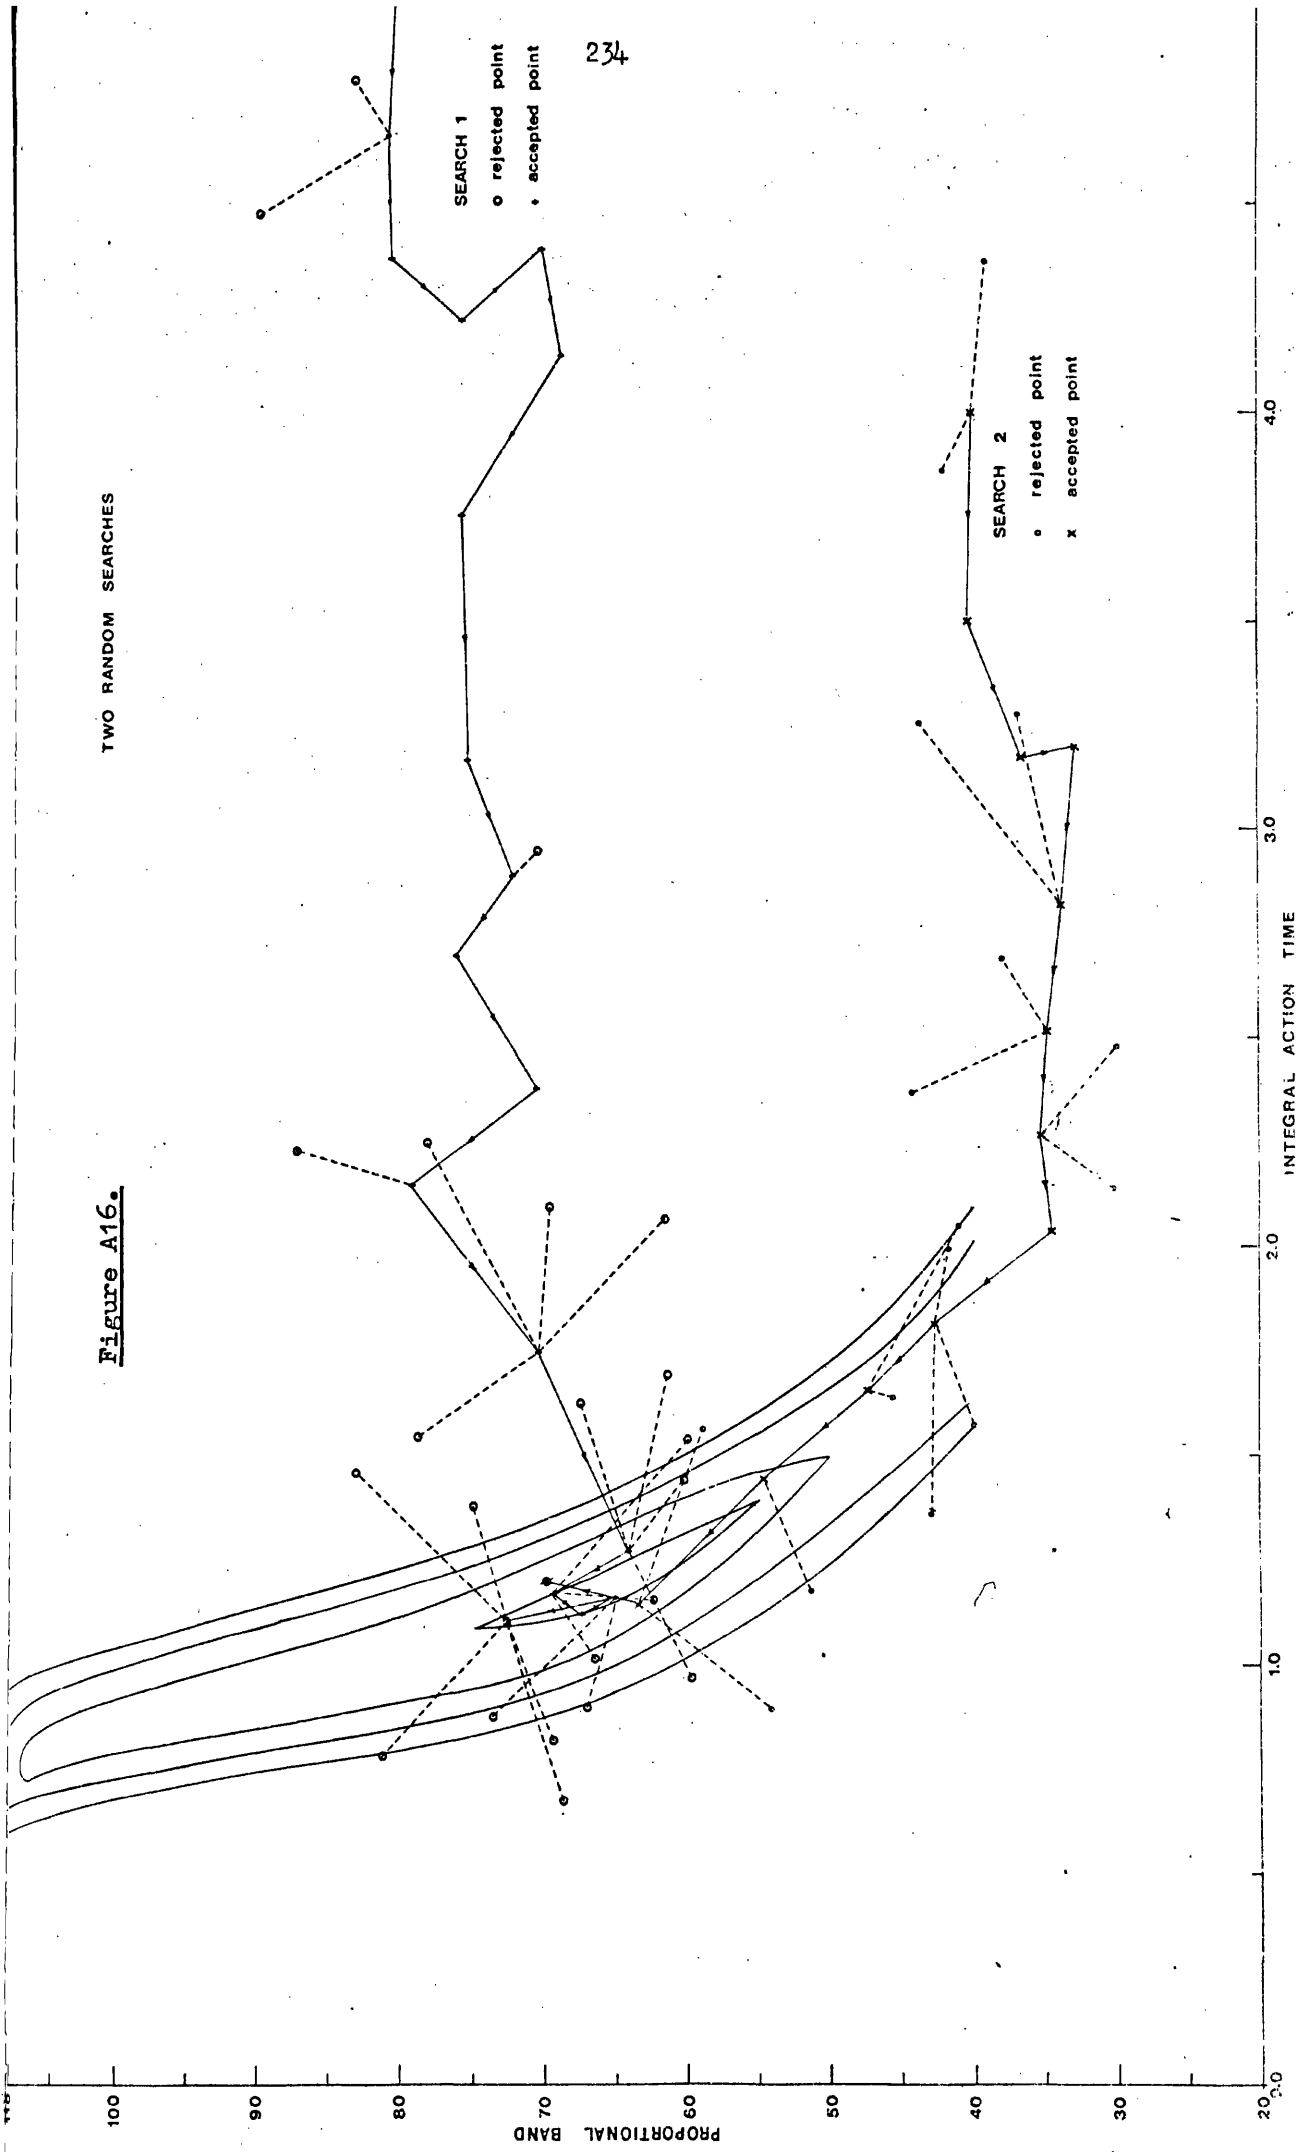 Figure A16.
TWO RANDOM SEARCHES
234
SEARCH 1
o rejected point
+ accepted point
SEARCH 2
o rejected point
x accepted point
PROPORTIONAL BAND
100
90
80
70
60
50
40
30
20
0.0
1.0
2.0
3.0
4.0
INTEGRAL ACTION TIME